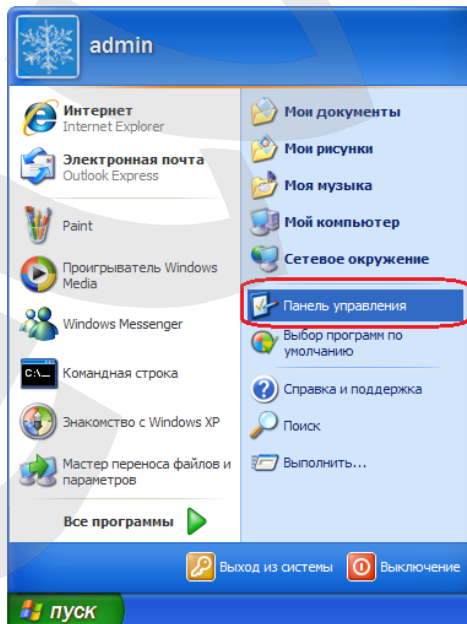 admin
Интернет
Internet Explorer
Электронная почта
Outlook Express
Paint
Проигрыватель Windows
Media
Windows Messenger
C:\_
Командная строка
Знакомство с Windows XP
Мастер переноса файлов и
параметров
Все программы
Мои документы
Мои рисунки
Моя музыка
Мой компьютер
Сетевое окружение
Панель управления
Выбор программ по
умолчанию
Справка и поддержка
Поиск
Выполнить...
Выход из системы
Выключение
пуск